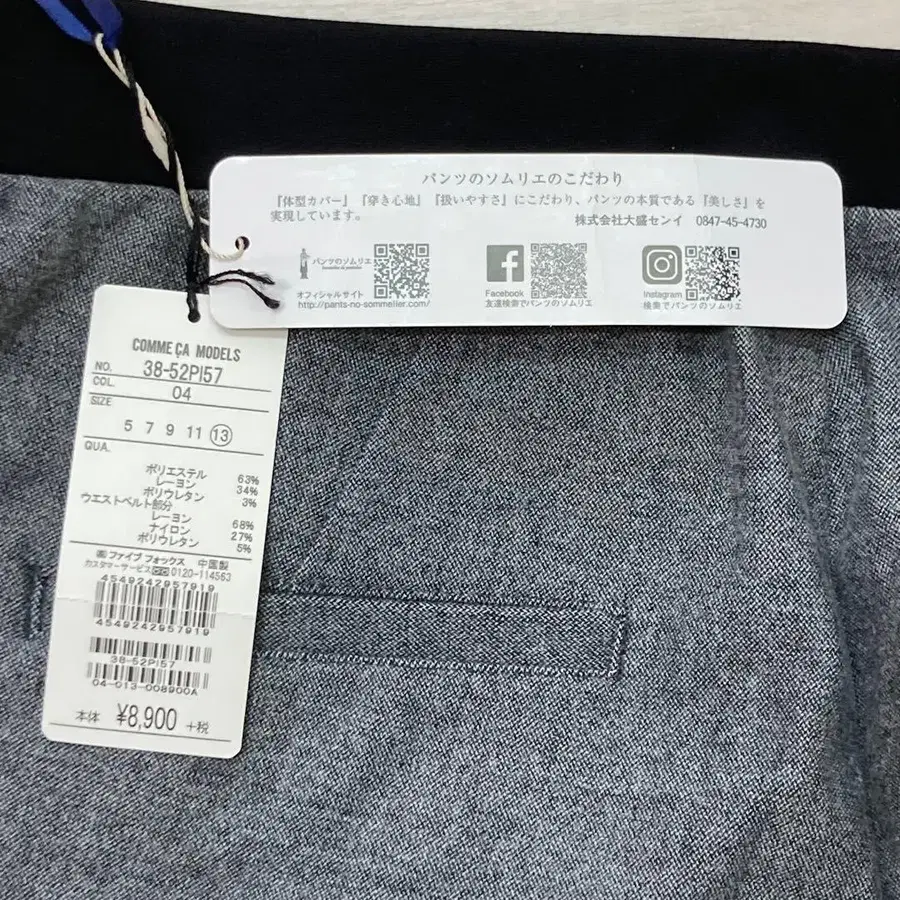 パンツのソムリエのこだわり
『体型カバー』『穿き心地』『扱いやすさ』にこだわり、パンツの本質である『美しさ』を
実現しています。
株式会社大盛センイ 0847-45-4730
パンツのソムリエ
オフィシャルサイト
http://pants-no-sommelier.com/
Facebook
友達検索でパンツのソムリエ
Instagram
検索でパンツのソムリエ
COMME ÇA MODELS
NO. 38-52PI57
COL. 04
SIZE
5 7 9 11 13
QUA.
ポリエステル 63%
レーヨン 34%
ポリウレタン 3%
ウエストベルト部分
レーヨン 68%
ナイロン 27%
ポリウレタン 5%
㈱ファイブ フォックス 中国製
カスタマーサービス 0120-114563
4549242957919
4549242957919
38-52PI57
04-013-008900A
本体 ¥8,900 +税